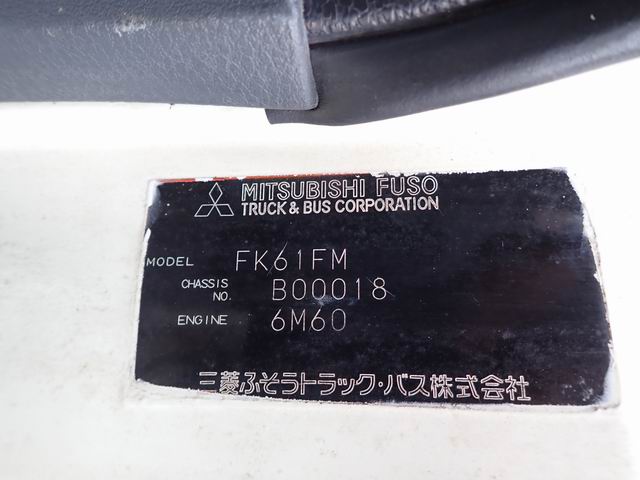 MITSUBISHI FUSO
TRUCK & BUS CORPORATION
MODEL FK61FM
CHASSIS NO. B00018
ENGINE 6M60
三菱ふそうトラック・バス株式会社